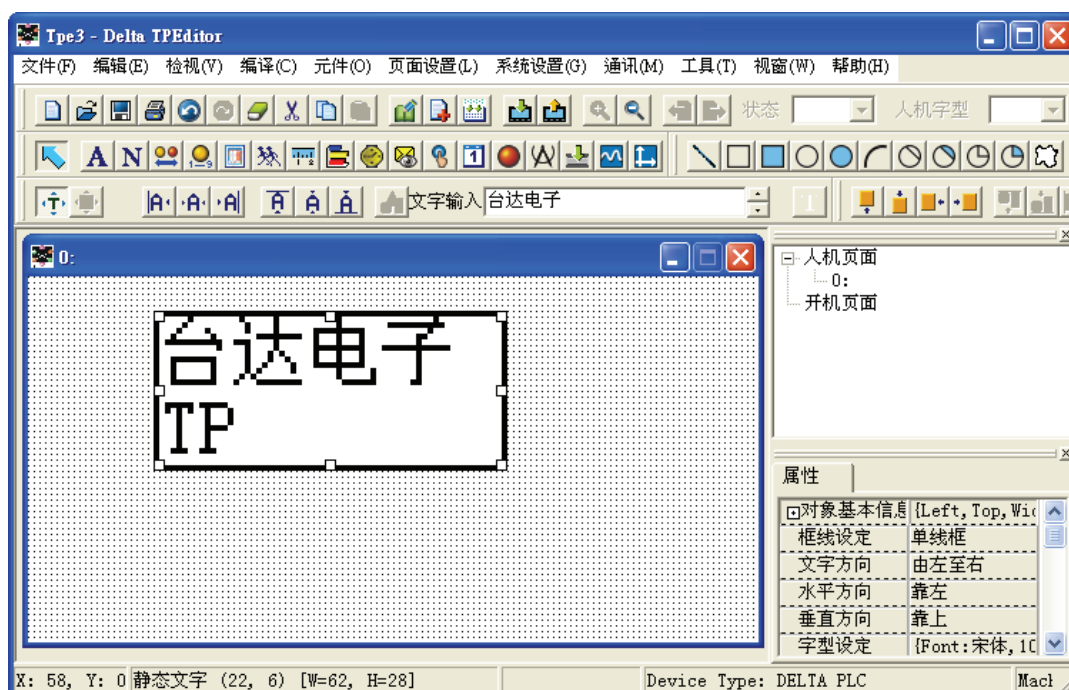 Tpe3 - Delta TPEditor
文件(F) 编辑(E) 检视(V) 编译(C) 元件(O) 页面设置(L) 系统设置(G) 通讯(M) 工具(T) 视窗(W) 帮助(H)
状态 人机字型
A N
A A A A A A 文字输入 台达电子 T
0:
台达电子
TP
人机页面
0:
开机页面
属性
对象基本信息 {Left,Top,Wi
框线设定 单线框
文字方向 由左至右
水平方向 靠左
垂直方向 靠上
字型设定 {Font:宋体,10
X: 58, Y: 0 静态文字 (22, 6) [W=62, H=28] Device Type: DELTA PLC